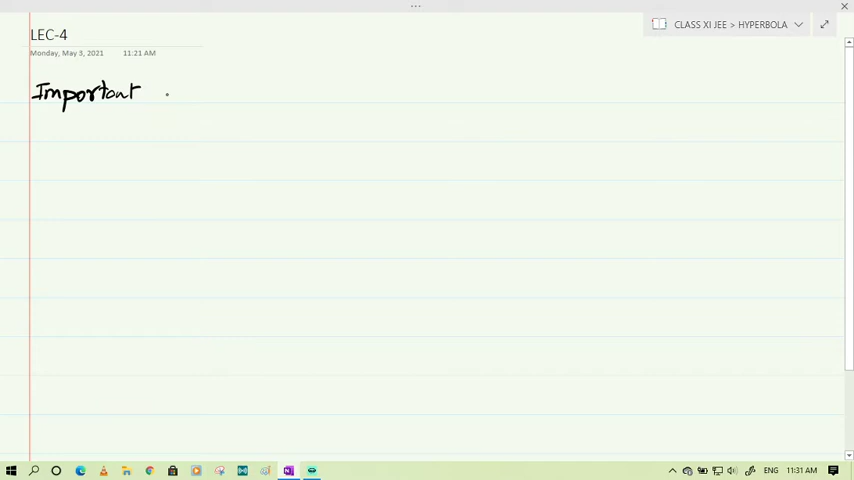 CLASS XI JEE > HYPERBOLA
LEC-4
Monday, May 3, 2021 11:21 AM
Important
ENG 11:31 AM